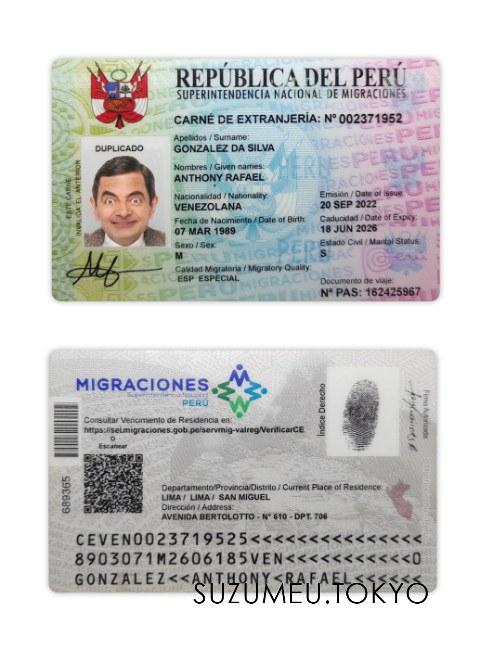 REPÚBLICA DEL PERÚ
SUPERINTENDENCIA NACIONAL DE MIGRACIONES
CARNÉ DE EXTRANJERÍA: Nº 002371952
Apellidos / Surname:
GONZALEZ DA SILVA
DUPLICADO
Nombres / Given names:
ANTHONY RAFAEL
ESTE CARNÉ
INVALIDA EL ANTERIOR
Nacionalidad / Nationality: Emisión / Date of Issue:
VENEZOLANA 20 SEP 2022
Fecha de Nacimiento / Date of Birth: Caducidad / Date of Expiry:
07 MAR 1989 18 JUN 2026
Sexo / Sex: Estado Civil / Marital Status:
M S
Calidad Migratoria / Migratory Quality:
ESP ESPECIAL
Documento de viaje:
Nº PAS: 162425967
MIGRACIONES
Superintendencia Nacional
PERÚ
Consultar Vencimiento de Residencia en:
https://sel.migraciones.gob.pe/servmig-valreg/VerificarCE
O
Escanear
Índice Derecho
Firma Autorizada
689365
Departamento/Provincia/Distrito / Current Place of Residence:
LIMA / LIMA / SAN MIGUEL
Dirección / Address:
AVENIDA BERTOLOTTO - Nº 610 - DPT. 706
CEVEN0023719525<<<<<<<<<<<<<<<
8903071M2606185VEN<<<<<<<<<<<0
GONZALEZ<<ANTHONY<RAFAEL<<<<<<
SUZUMEU.TOKYO